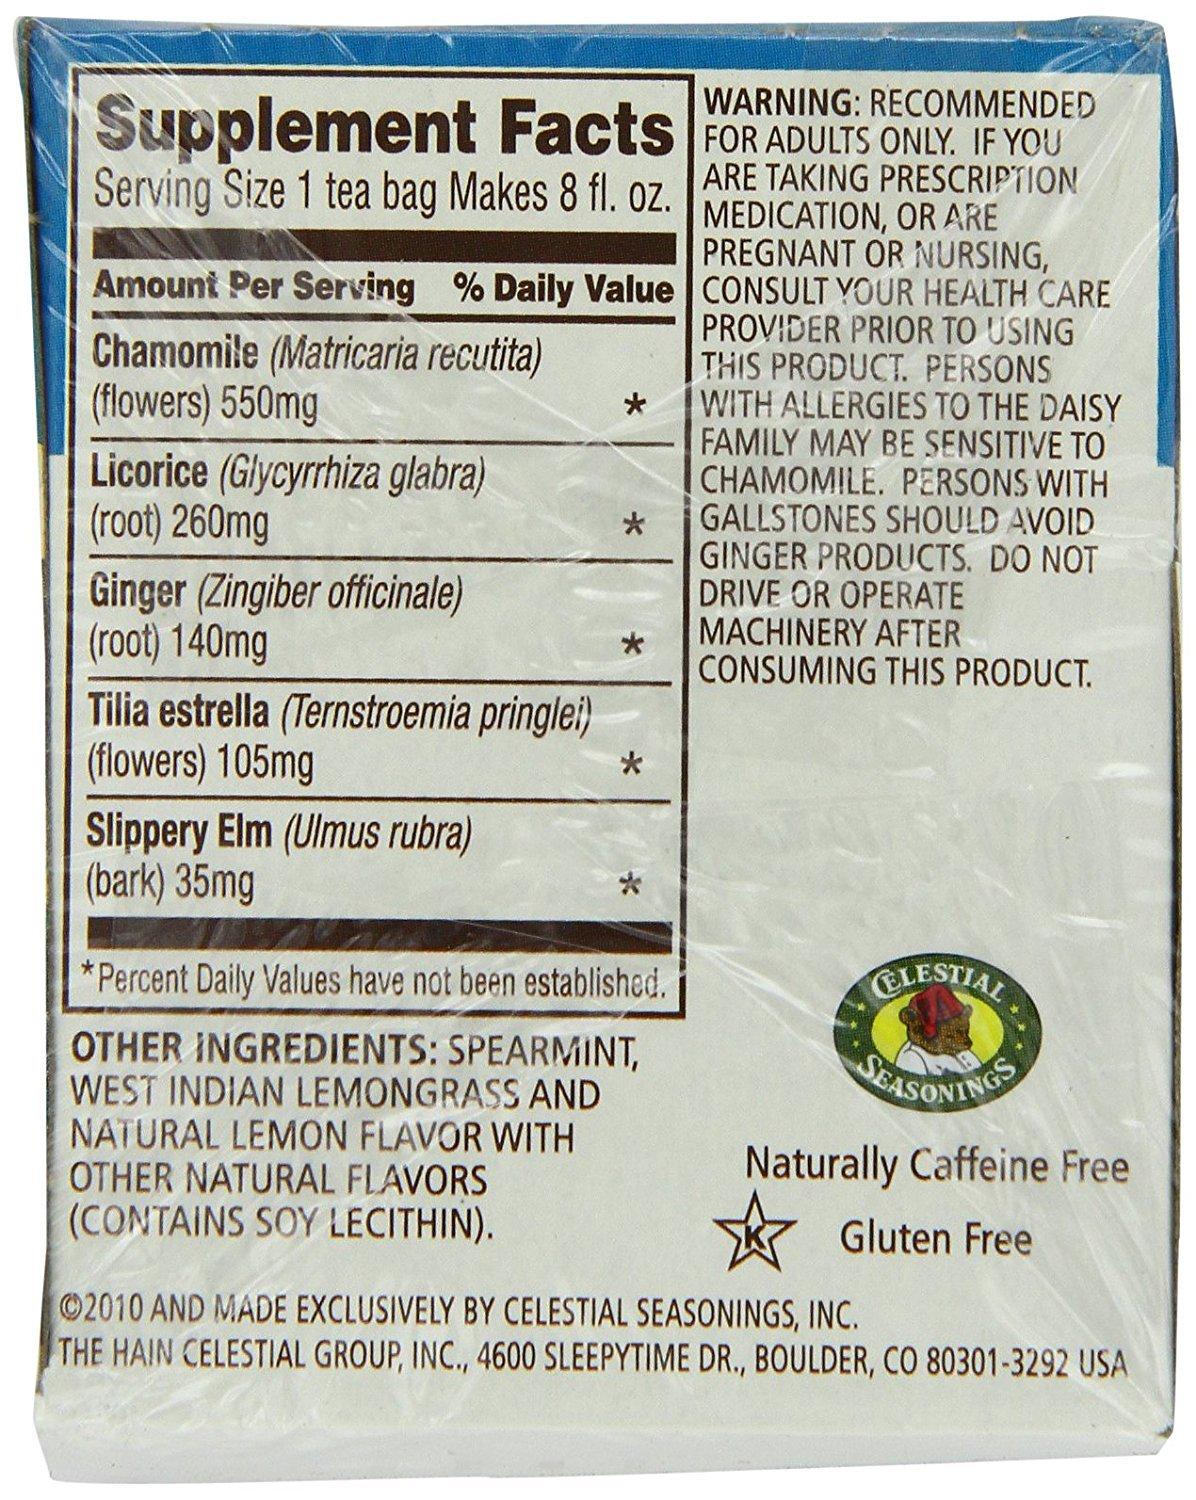 Supplement Facts
Serving Size 1 tea bag Makes 8 fl. oz.
Amount Per Serving % Daily Value
Chamomile (Matricaria recutita)
(flowers) 550mg *
Licorice (Glycyrrhiza glabra)
(root) 260mg *
Ginger (Zingiber officinale)
(root) 140mg *
Tilia estrella (Ternstroemia pringlei)
(flowers) 105mg *
Slippery Elm (Ulmus rubra)
(bark) 35mg *
*Percent Daily Values have not been established.
OTHER INGREDIENTS: SPEARMINT,
WEST INDIAN LEMONGRASS AND
NATURAL LEMON FLAVOR WITH
OTHER NATURAL FLAVORS
(CONTAINS SOY LECITHIN).
WARNING: RECOMMENDED
FOR ADULTS ONLY. IF YOU
ARE TAKING PRESCRIPTION
MEDICATION, OR ARE
PREGNANT OR NURSING,
CONSULT YOUR HEALTH CARE
PROVIDER PRIOR TO USING
THIS PRODUCT. PERSONS
WITH ALLERGIES TO THE DAISY
FAMILY MAY BE SENSITIVE TO
CHAMOMILE. PERSONS WITH
GALLSTONES SHOULD AVOID
GINGER PRODUCTS. DO NOT
DRIVE OR OPERATE
MACHINERY AFTER
CONSUMING THIS PRODUCT.
CELESTIAL
SEASONINGS
Naturally Caffeine Free
K Gluten Free
©2010 AND MADE EXCLUSIVELY BY CELESTIAL SEASONINGS, INC.
THE HAIN CELESTIAL GROUP, INC., 4600 SLEEPYTIME DR., BOULDER, CO 80301-3292 USA